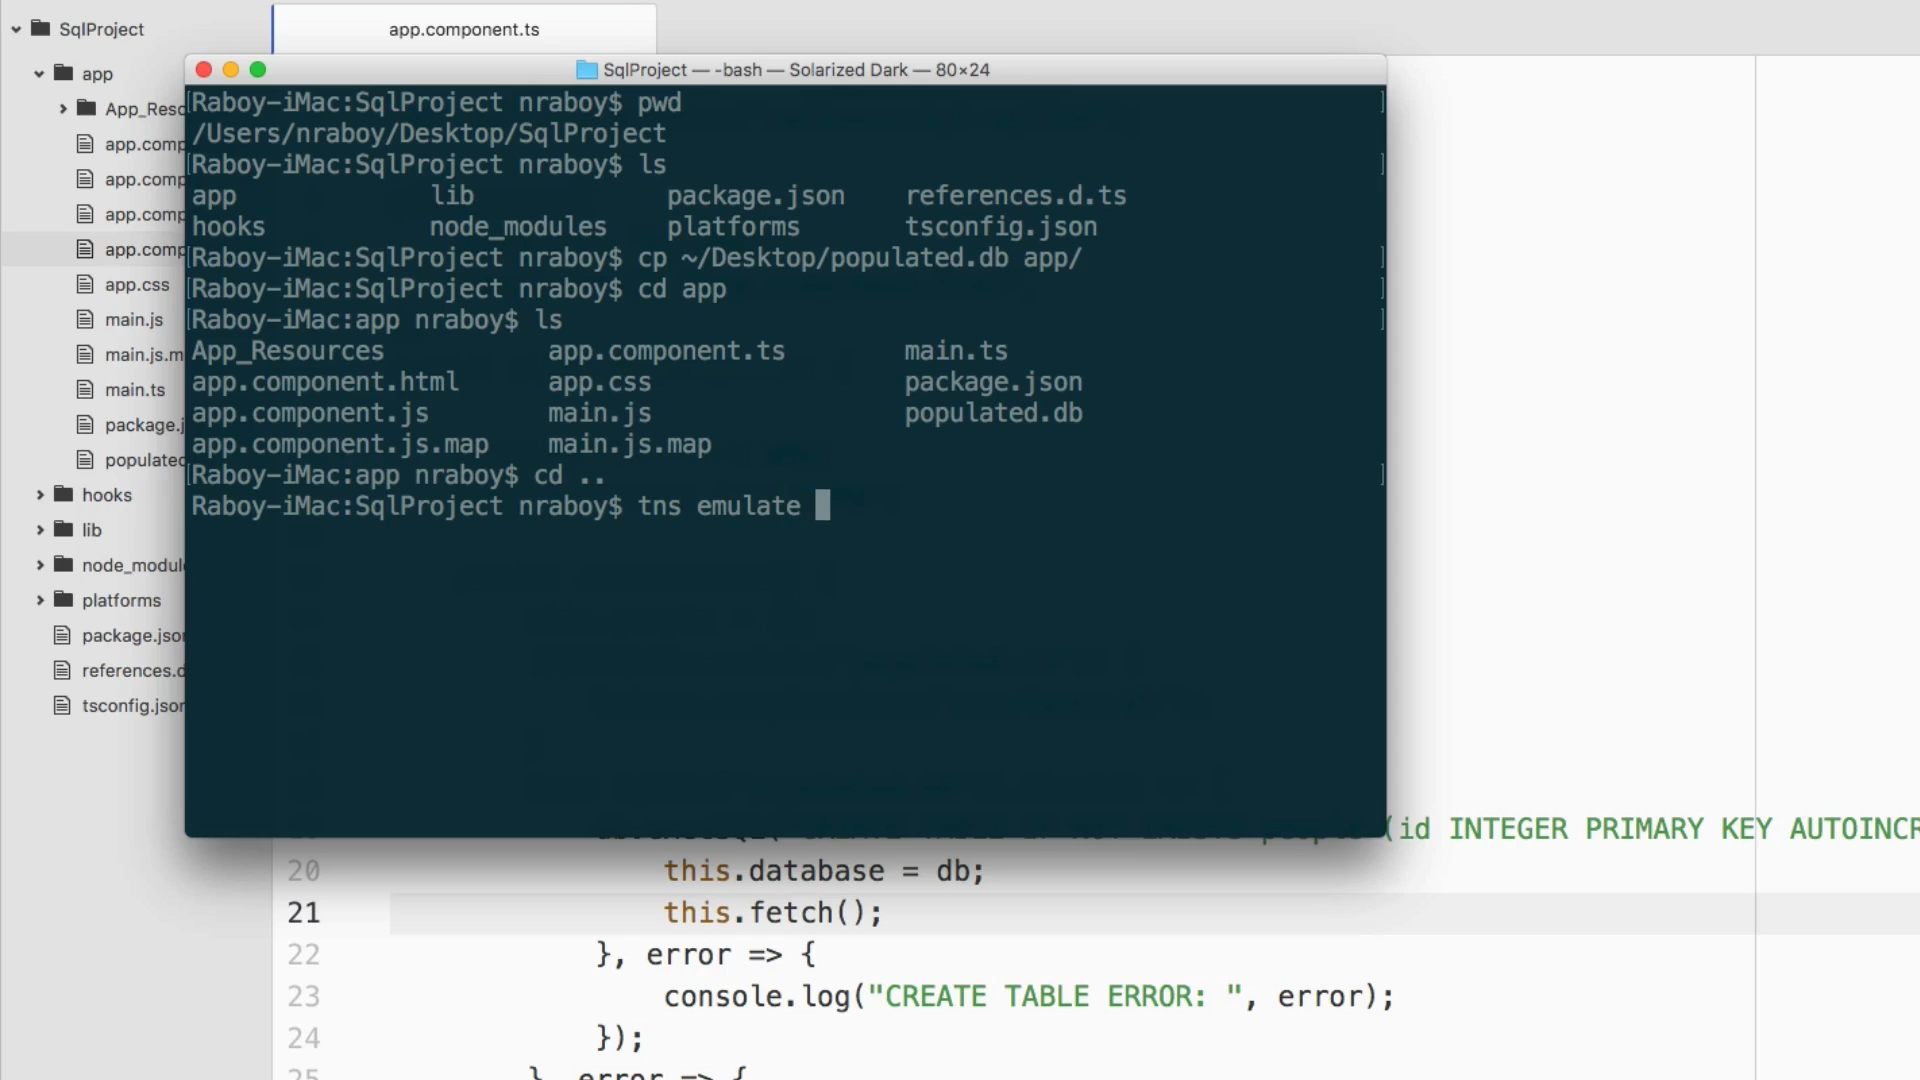 SqlProject
app.component.ts
app
App_Reso
app.comp
app.comp
app.comp
app.comp
app.css
main.js
main.js.m
main.ts
package.j
populated
hooks
lib
node_modul
platforms
package.json
references.d
tsconfig.json
SqlProject — -bash — Solarized Dark — 80×24
Raboy-iMac:SqlProject nraboy$ pwd
/Users/nraboy/Desktop/SqlProject
Raboy-iMac:SqlProject nraboy$ ls
app lib package.json references.d.ts
hooks node_modules platforms tsconfig.json
Raboy-iMac:SqlProject nraboy$ cp ~/Desktop/populated.db app/
Raboy-iMac:SqlProject nraboy$ cd app
Raboy-iMac:app nraboy$ ls
App_Resources app.component.ts main.ts
app.component.html app.css package.json
app.component.js main.js populated.db
app.component.js.map main.js.map
Raboy-iMac:app nraboy$ cd ..
Raboy-iMac:SqlProject nraboy$ tns emulate
(id INTEGER PRIMARY KEY AUTOINCR
20 this.database = db;
21 this.fetch();
22 }, error => {
23 console.log("CREATE TABLE ERROR: ", error);
24 });
25 }, error => {